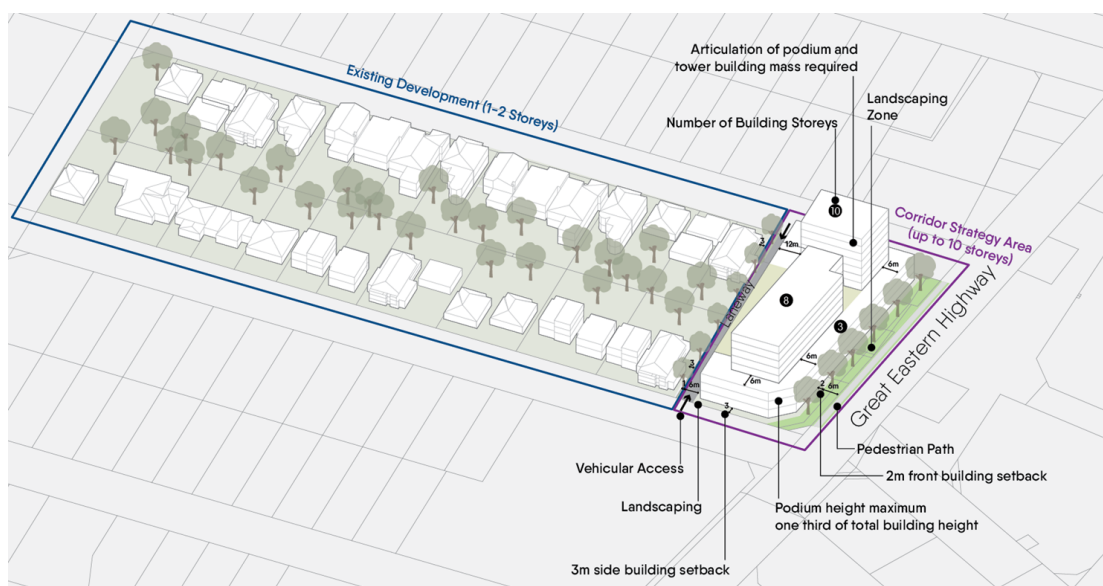 Articulation of podium and
tower building mass required
Existing Development (1-2 Storeys)
Landscaping
Zone
Number of Building Storeys
10
Corridor Strategy Area
(up to 10 storeys)
3
12m
6m
Laneway
8
3
6m
Great Eastern Highway
3
6m
1
6m
2
6m
3
Pedestrian Path
Vehicular Access
2m front building setback
Landscaping
Podium height maximum
one third of total building height
3m side building setback